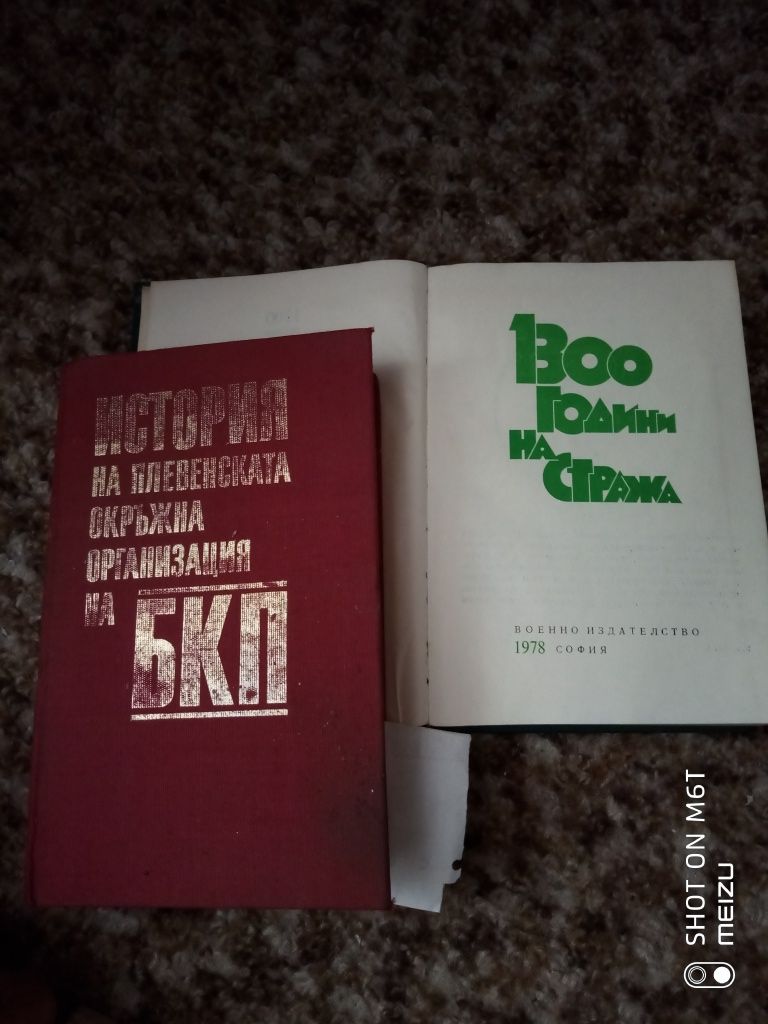 ИСТОРИЯ
НА ПЛЕВЕНСКАТА
ОКРЪЖНА
ОРГАНИЗАЦИЯ
НА БКП
1300
ГОДИНИ
НА
СТРАЖА
ВОЕННО ИЗДАТЕЛСТВО
1978 СОФИЯ
SHOT ON M6T
MEIZU